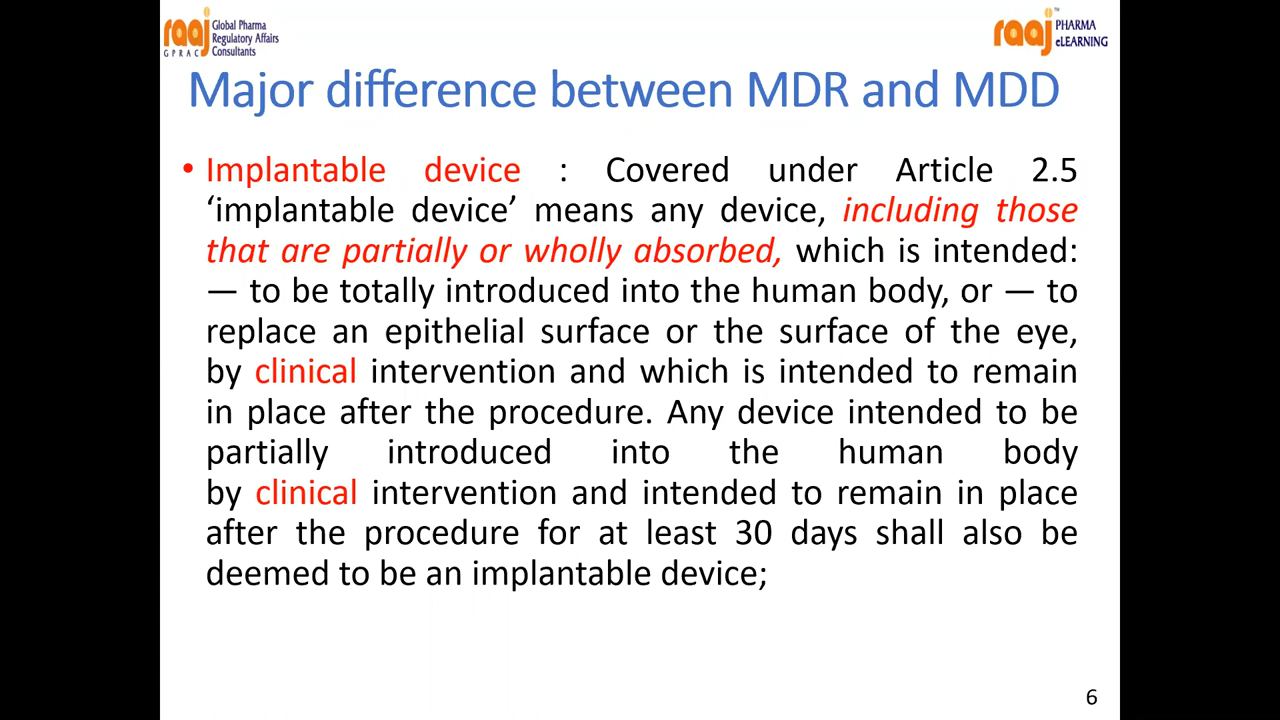 raaj
GPRAC
Global Pharma
Regulatory Affairs
Consultants
raaj™
PHARMA
eLEARNING
Major difference between MDR and MDD
• Implantable device : Covered under Article 2.5
‘implantable device’ means any device, including those
that are partially or wholly absorbed, which is intended:
— to be totally introduced into the human body, or — to
replace an epithelial surface or the surface of the eye,
by clinical intervention and which is intended to remain
in place after the procedure. Any device intended to be
partially introduced into the human body
by clinical intervention and intended to remain in place
after the procedure for at least 30 days shall also be
deemed to be an implantable device;
6